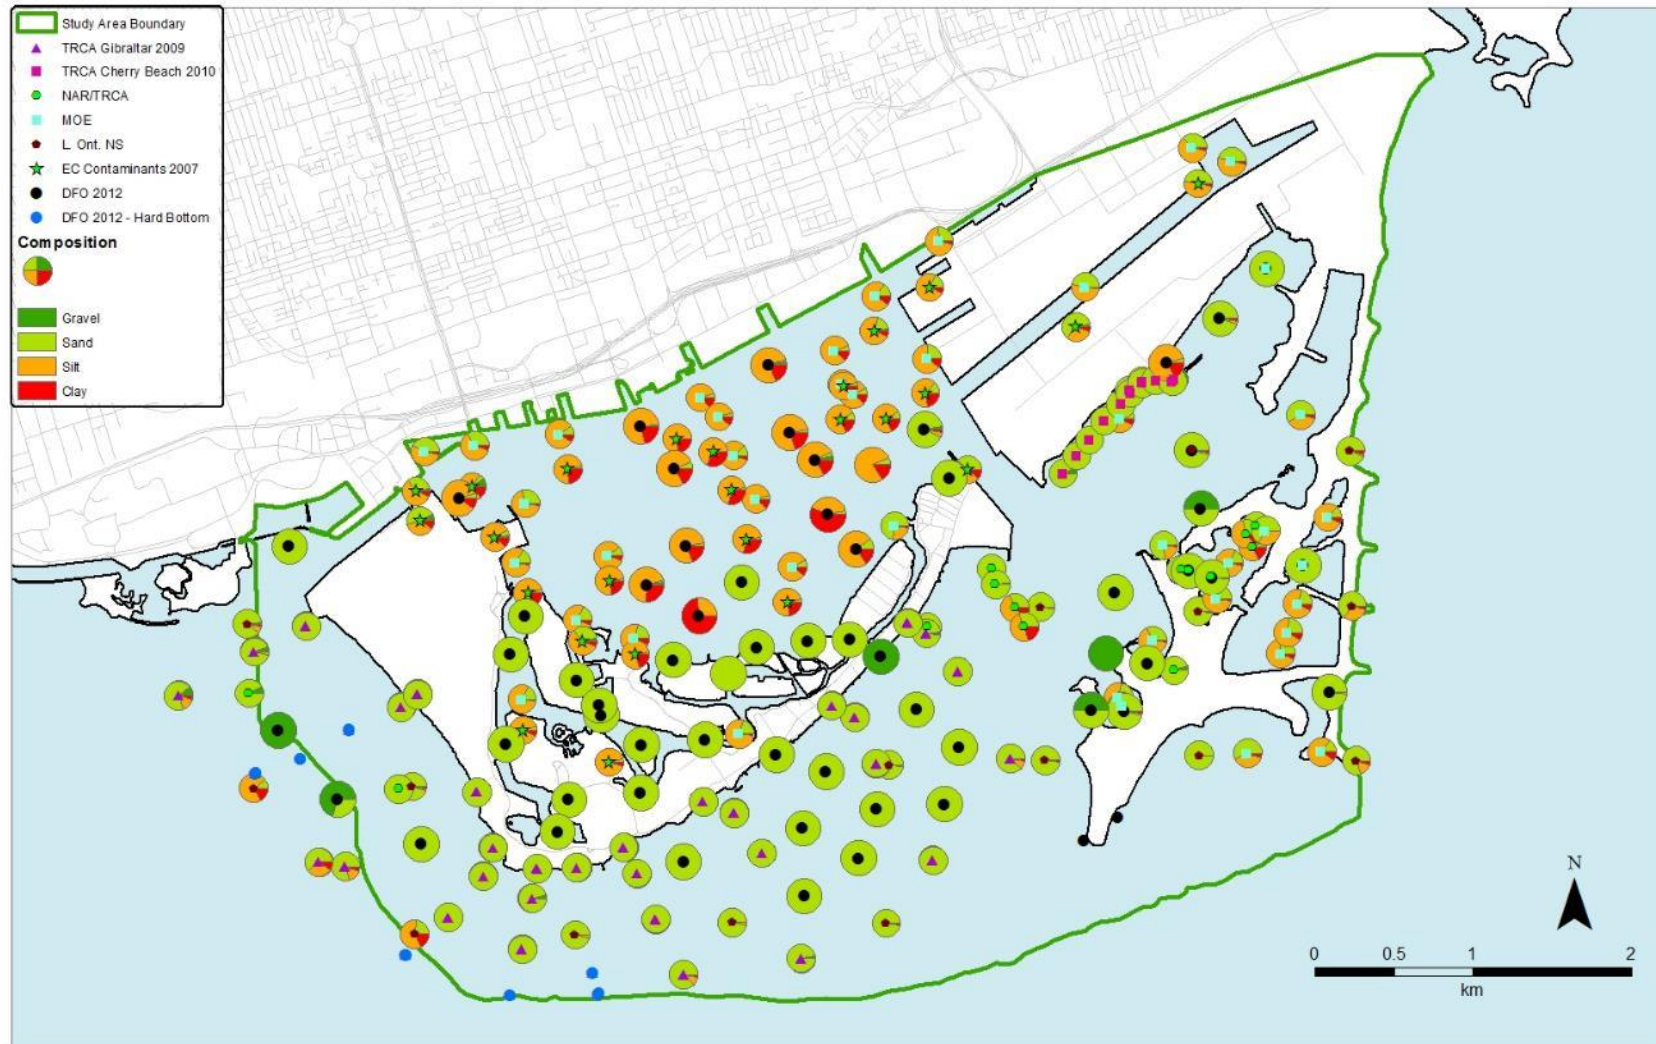 Study Area Boundary
TRCA Gibraltar 2009
TRCA Cherry Beach 2010
NAR/TRCA
MOE
L. Ont. NS
EC Contaminants 2007
DFO 2012
DFO 2012 - Hard Bottom
Composition
Gravel
Sand
Silt
Clay
N
0 0.5 1 2
km